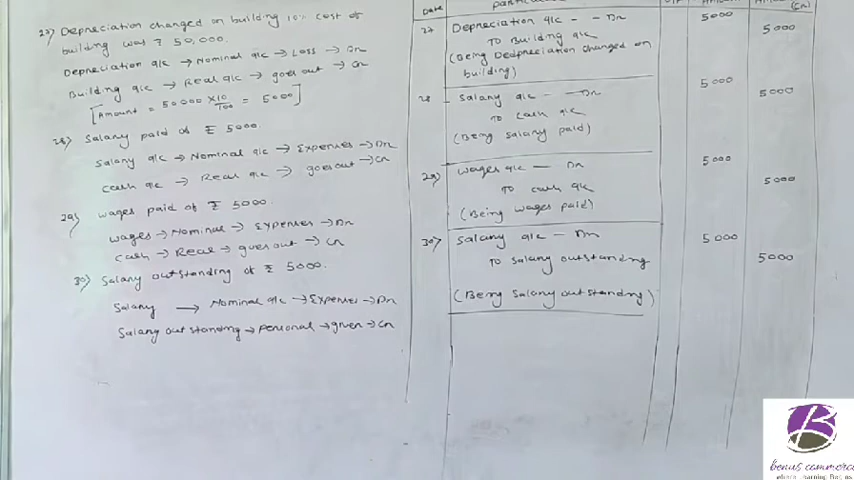 27) Depreciation changed on building 10% cost of
building was ₹ 50,000.
Depreciation a/c → Nominal a/c → Loss → Dr
Building a/c → Real a/c → goes out → Cr
[Amount = 50000 × 10/100 = 5000]
28) Salary paid of ₹ 5000
Salary a/c → Nominal a/c → Expenses → Dr
cash a/c → Real a/c → goes out → Cr
29) wages paid of ₹ 5000.
wages → Nominal → Expenses → Dr
cash → Real → goes out → Cr
30) Salary outstanding of ₹ 5000.
Salary → Nominal a/c → Expenses → Dr
Salary outstanding → personal → given → Cr
Date
27 Depreciation a/c - - Dr 5000
To Building a/c 5000
(Being Dedpreciation changed on
building)
28 Salary a/c - - Dr 5000
To cash a/c 5000
(Being Salary paid)
29) wages a/c — Dr 5000
To cash a/c 5000
(Being wages paid)
30) Salary a/c - Dr 5000
To Salary outstanding 5000
(Being Salary outstanding)
B
benus commerce